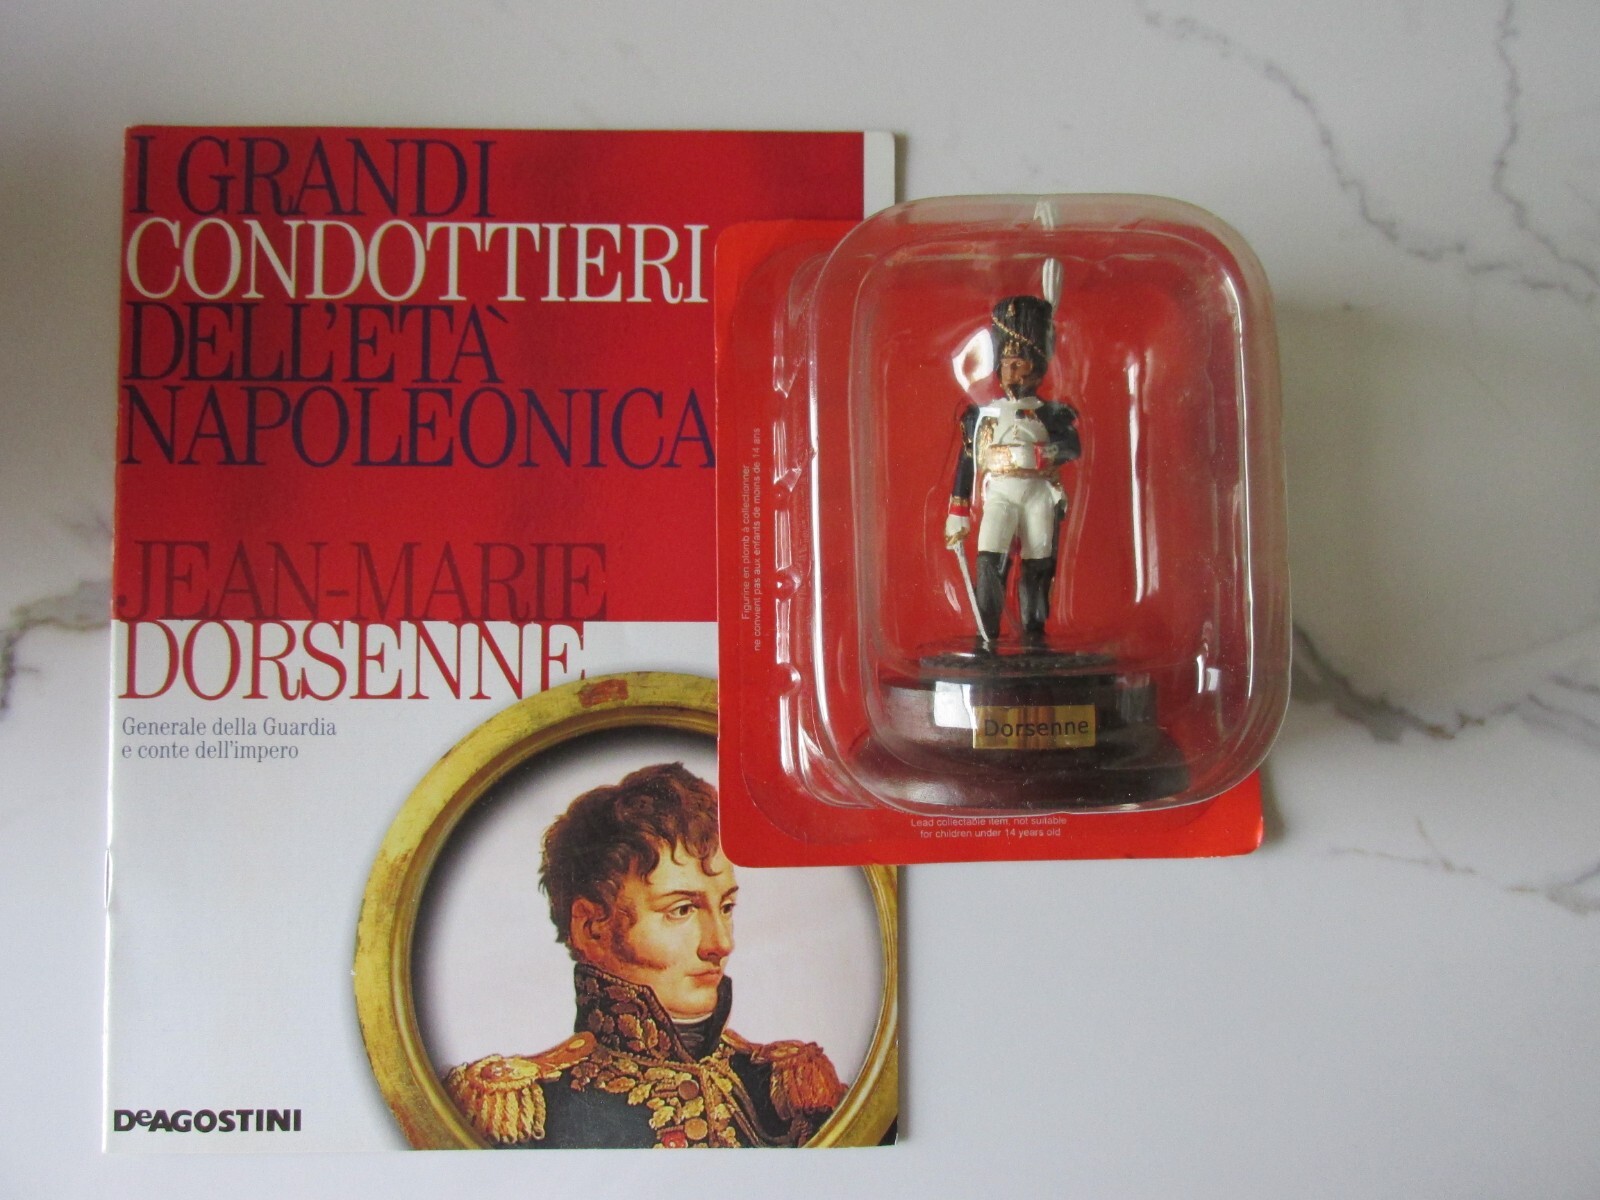 I GRANDI
CONDOTTIERI
DELL'ETÀ
NAPOLEONICA
JEAN-MARIE
DORSENNE
Generale della Guardia
e conte dell'impero
DeAGOSTINI
Figurine en plomb à collectionner
ne convient pas aux enfants de moins de 14 ans
Dorsenne
Lead collectable item, not suitable
for children under 14 years old